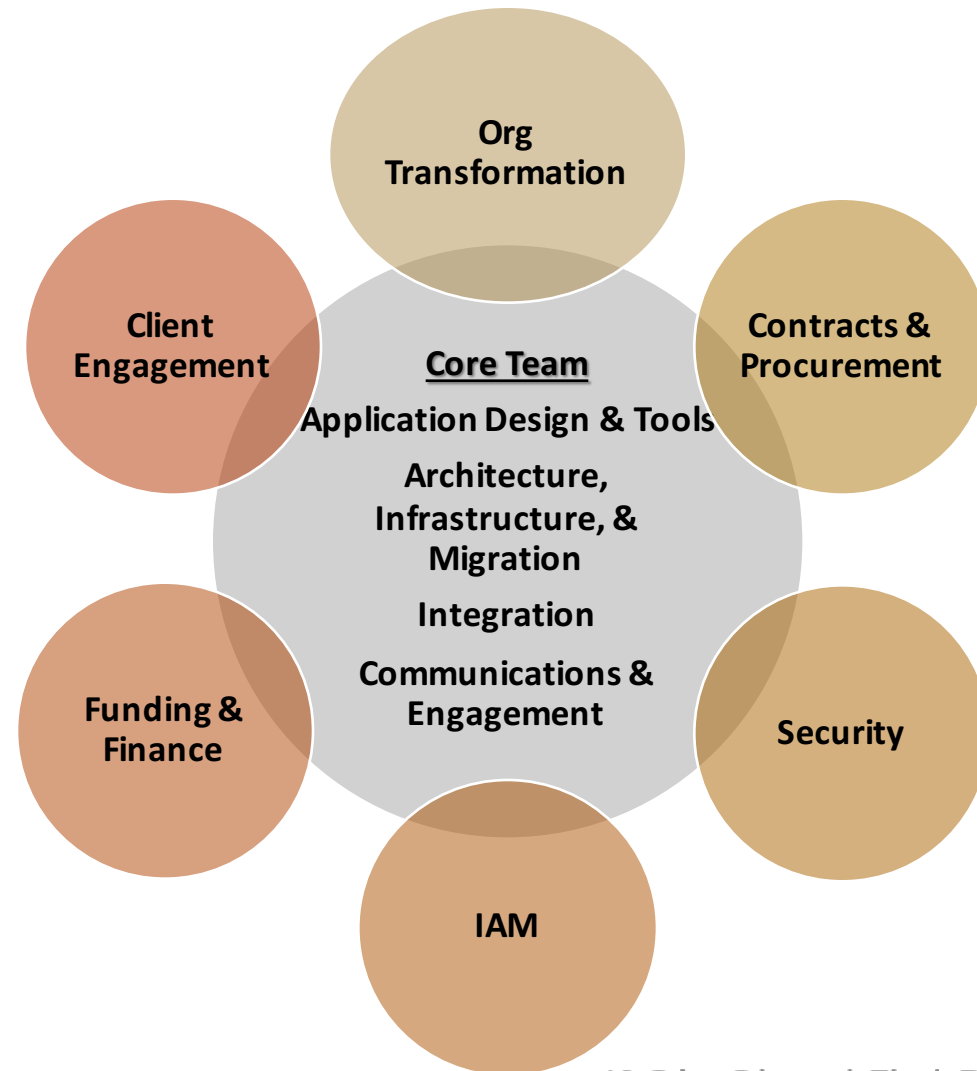 Org
Transformation
Client
Engagement
Contracts &
Procurement
Core Team
Application Design & Tools
Architecture,
Infrastructure, &
Migration
Integration
Communications &
Engagement
Funding &
Finance
Security
IAM